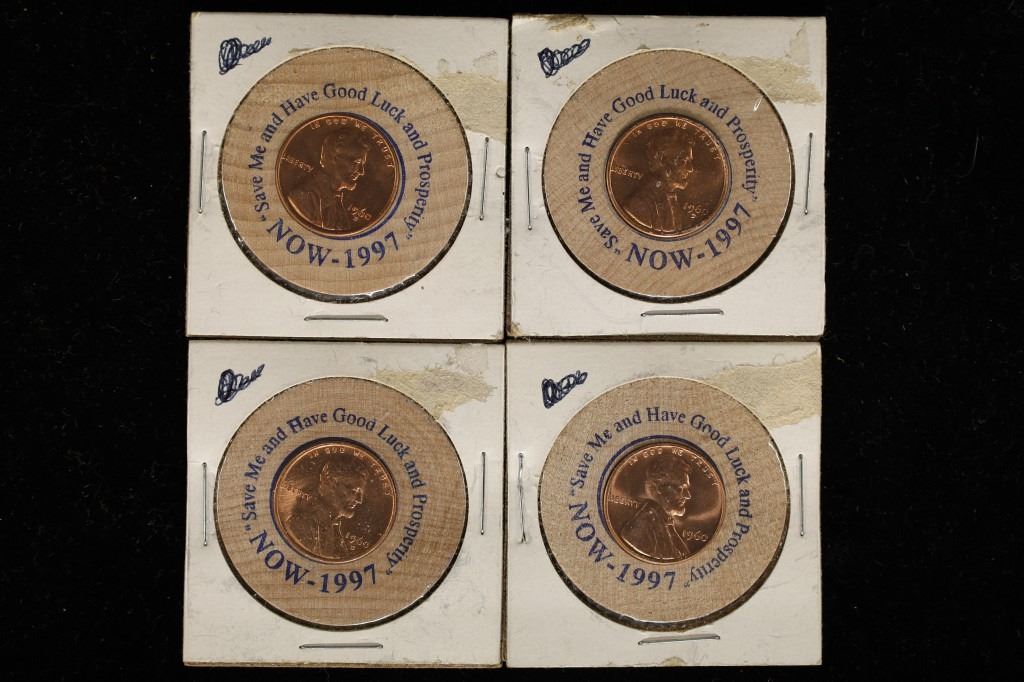 "Save Me and Have Good Luck and Prosperity"
NOW-1997
IN GOD WE TRUST
LIBERTY
1960
D
"Save Me and Have Good Luck and Prosperity"
NOW-1997
IN GOD WE TRUST
LIBERTY
1960
D
"Save Me and Have Good Luck and Prosperity"
NOW-1997
IN GOD WE TRUST
LIBERTY
1960
D
"Save Me and Have Good Luck and Prosperity"
NOW-1997
IN GOD WE TRUST
LIBERTY
1960